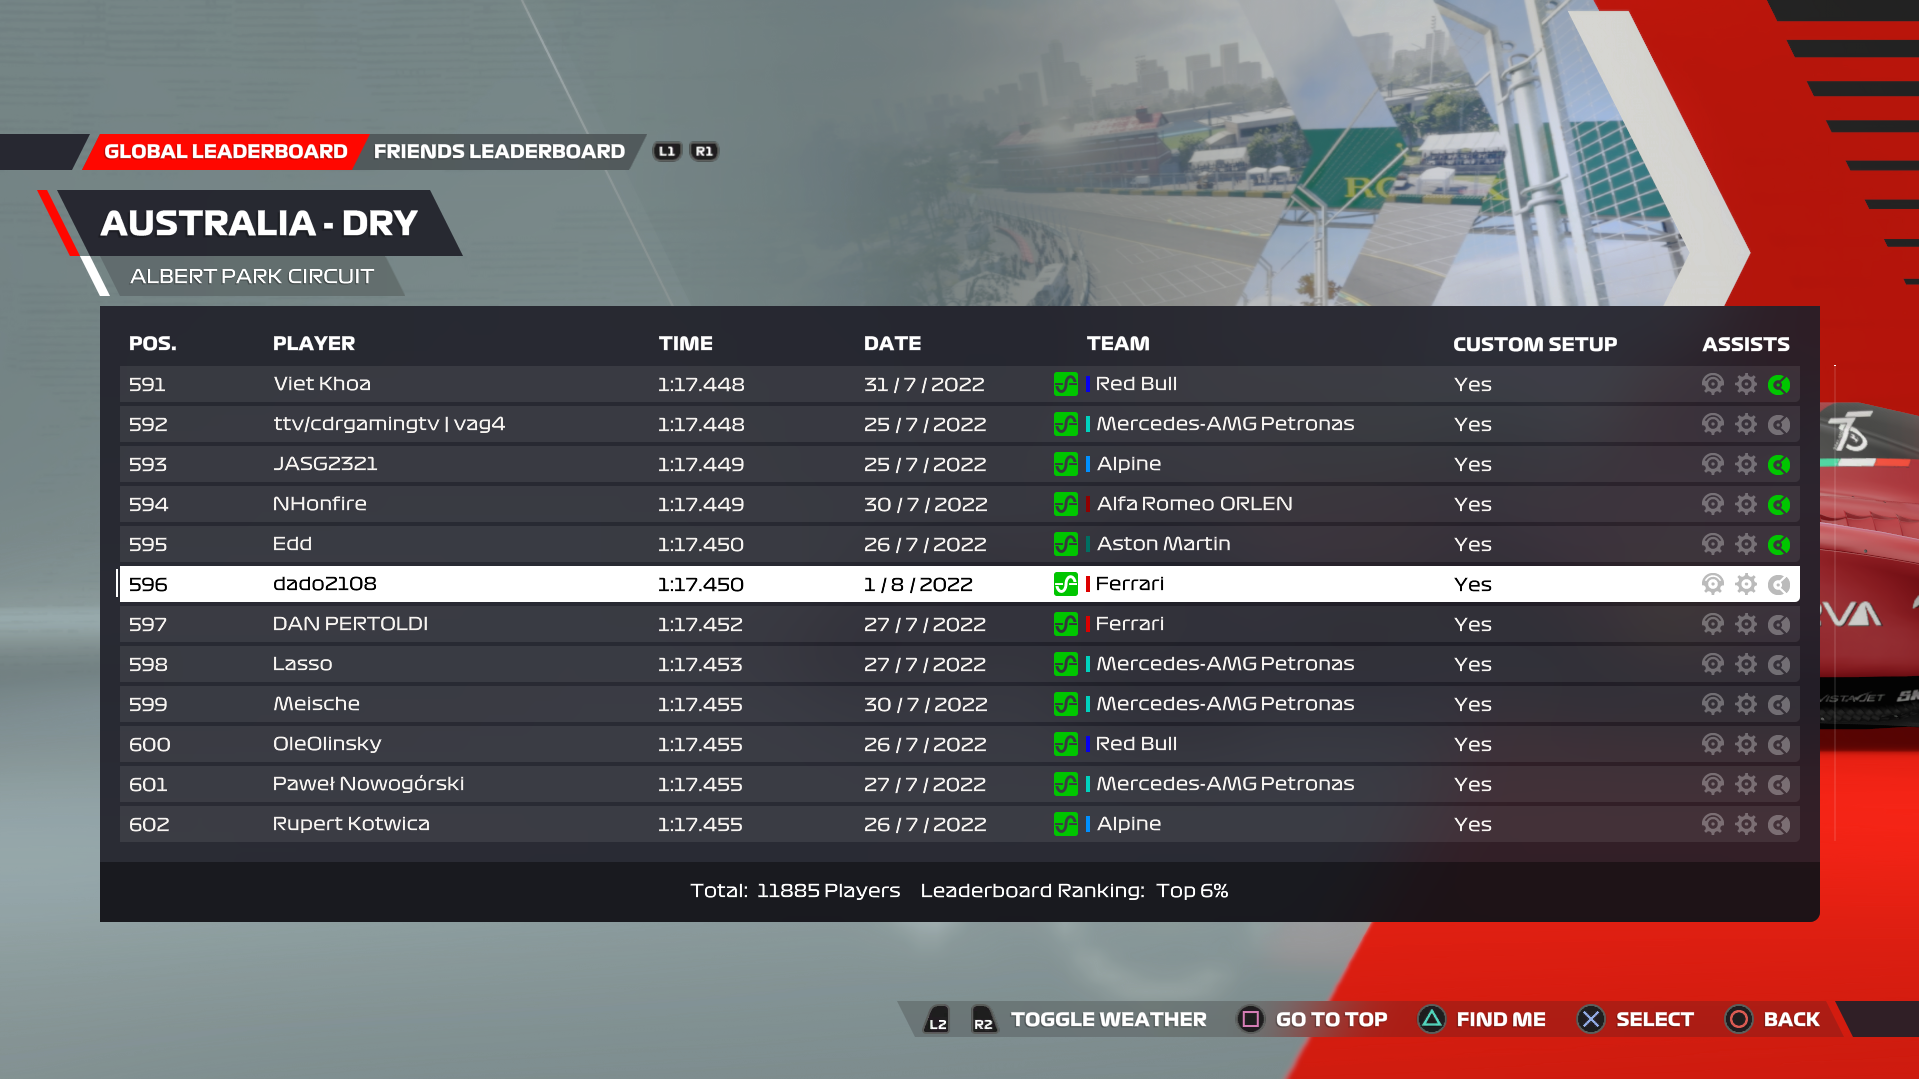 GLOBAL LEADERBOARD FRIENDS LEADERBOARD L1 R1
AUSTRALIA - DRY
ALBERT PARK CIRCUIT
POS. PLAYER TIME DATE TEAM CUSTOM SETUP ASSISTS
591 Viet Khoa 1:17.448 31 / 7 / 2022 Red Bull Yes
592 ttv/cdrgamingtv | vag4 1:17.448 25 / 7 / 2022 Mercedes-AMG Petronas Yes
593 JASG2321 1:17.449 25 / 7 / 2022 Alpine Yes
594 NHonfire 1:17.449 30 / 7 / 2022 Alfa Romeo ORLEN Yes
595 Edd 1:17.450 26 / 7 / 2022 Aston Martin Yes
596 dado2108 1:17.450 1 / 8 / 2022 Ferrari Yes
597 DAN PERTOLDI 1:17.452 27 / 7 / 2022 Ferrari Yes
598 Lasso 1:17.453 27 / 7 / 2022 Mercedes-AMG Petronas Yes
599 Meische 1:17.455 30 / 7 / 2022 Mercedes-AMG Petronas Yes
600 OleOlinsky 1:17.455 26 / 7 / 2022 Red Bull Yes
601 Paweł Nowogórski 1:17.455 27 / 7 / 2022 Mercedes-AMG Petronas Yes
602 Rupert Kotwica 1:17.455 26 / 7 / 2022 Alpine Yes
Total: 11885 Players Leaderboard Ranking: Top 6%
L2 R2 TOGGLE WEATHER GO TO TOP FIND ME SELECT BACK